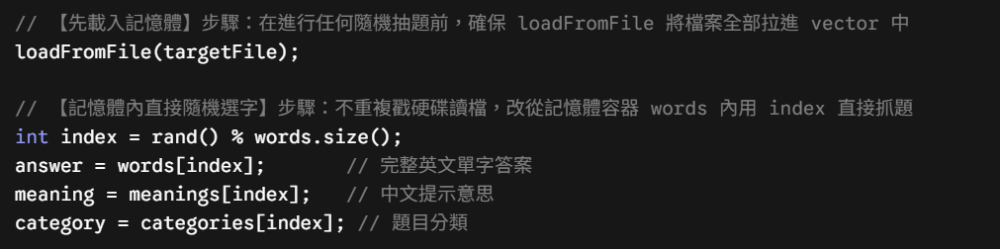 // 【先載入記憶體】步驟：在進行任何隨機抽題前，確保 loadFromFile 將檔案全部拉進 vector 中
loadFromFile(targetFile);
// 【記憶體內直接隨機選字】步驟：不重複戳硬碟讀檔，改從記憶體容器 words 內用 index 直接抓題
int index = rand() % words.size();
answer = words[index];       // 完整英文單字答案
meaning = meanings[index];   // 中文提示意思
category = categories[index]; // 題目分類